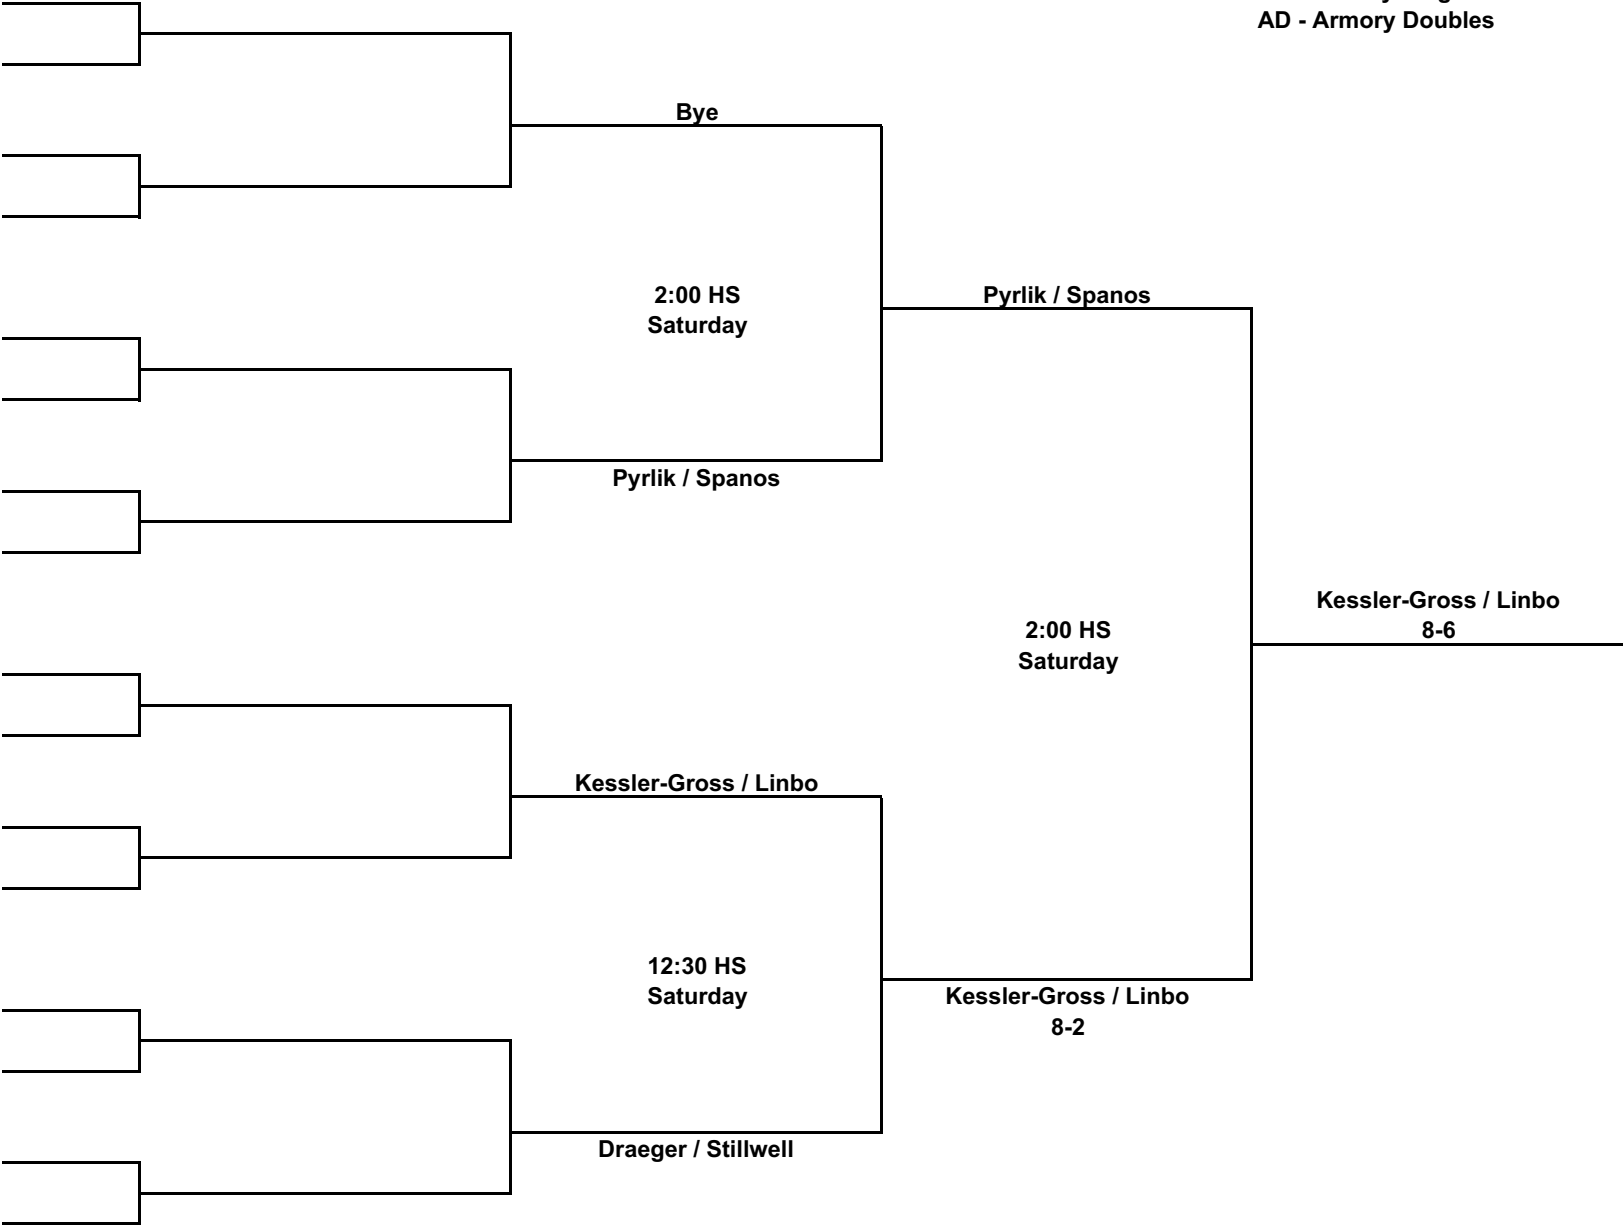 AD - Armory Doubles
Bye
2:00 HS
Saturday
Pyrlik / Spanos
Pyrlik / Spanos
Kessler-Gross / Linbo
8-6
2:00 HS
Saturday
Kessler-Gross / Linbo
12:30 HS
Saturday
Kessler-Gross / Linbo
8-2
Draeger / Stillwell